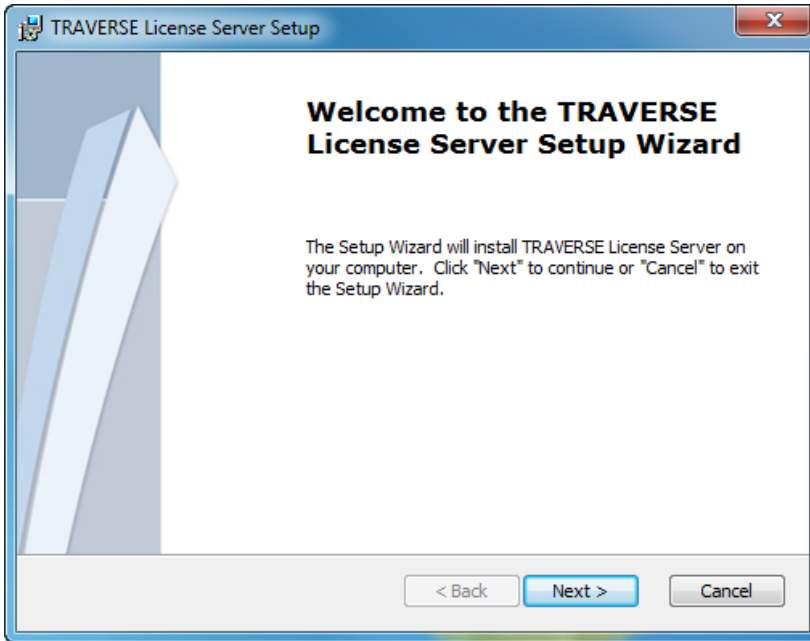 TRAVERSE License Server Setup
Welcome to the TRAVERSE
License Server Setup Wizard
The Setup Wizard will install TRAVERSE License Server on
your computer. Click "Next" to continue or "Cancel" to exit
the Setup Wizard.
< Back Next > Cancel